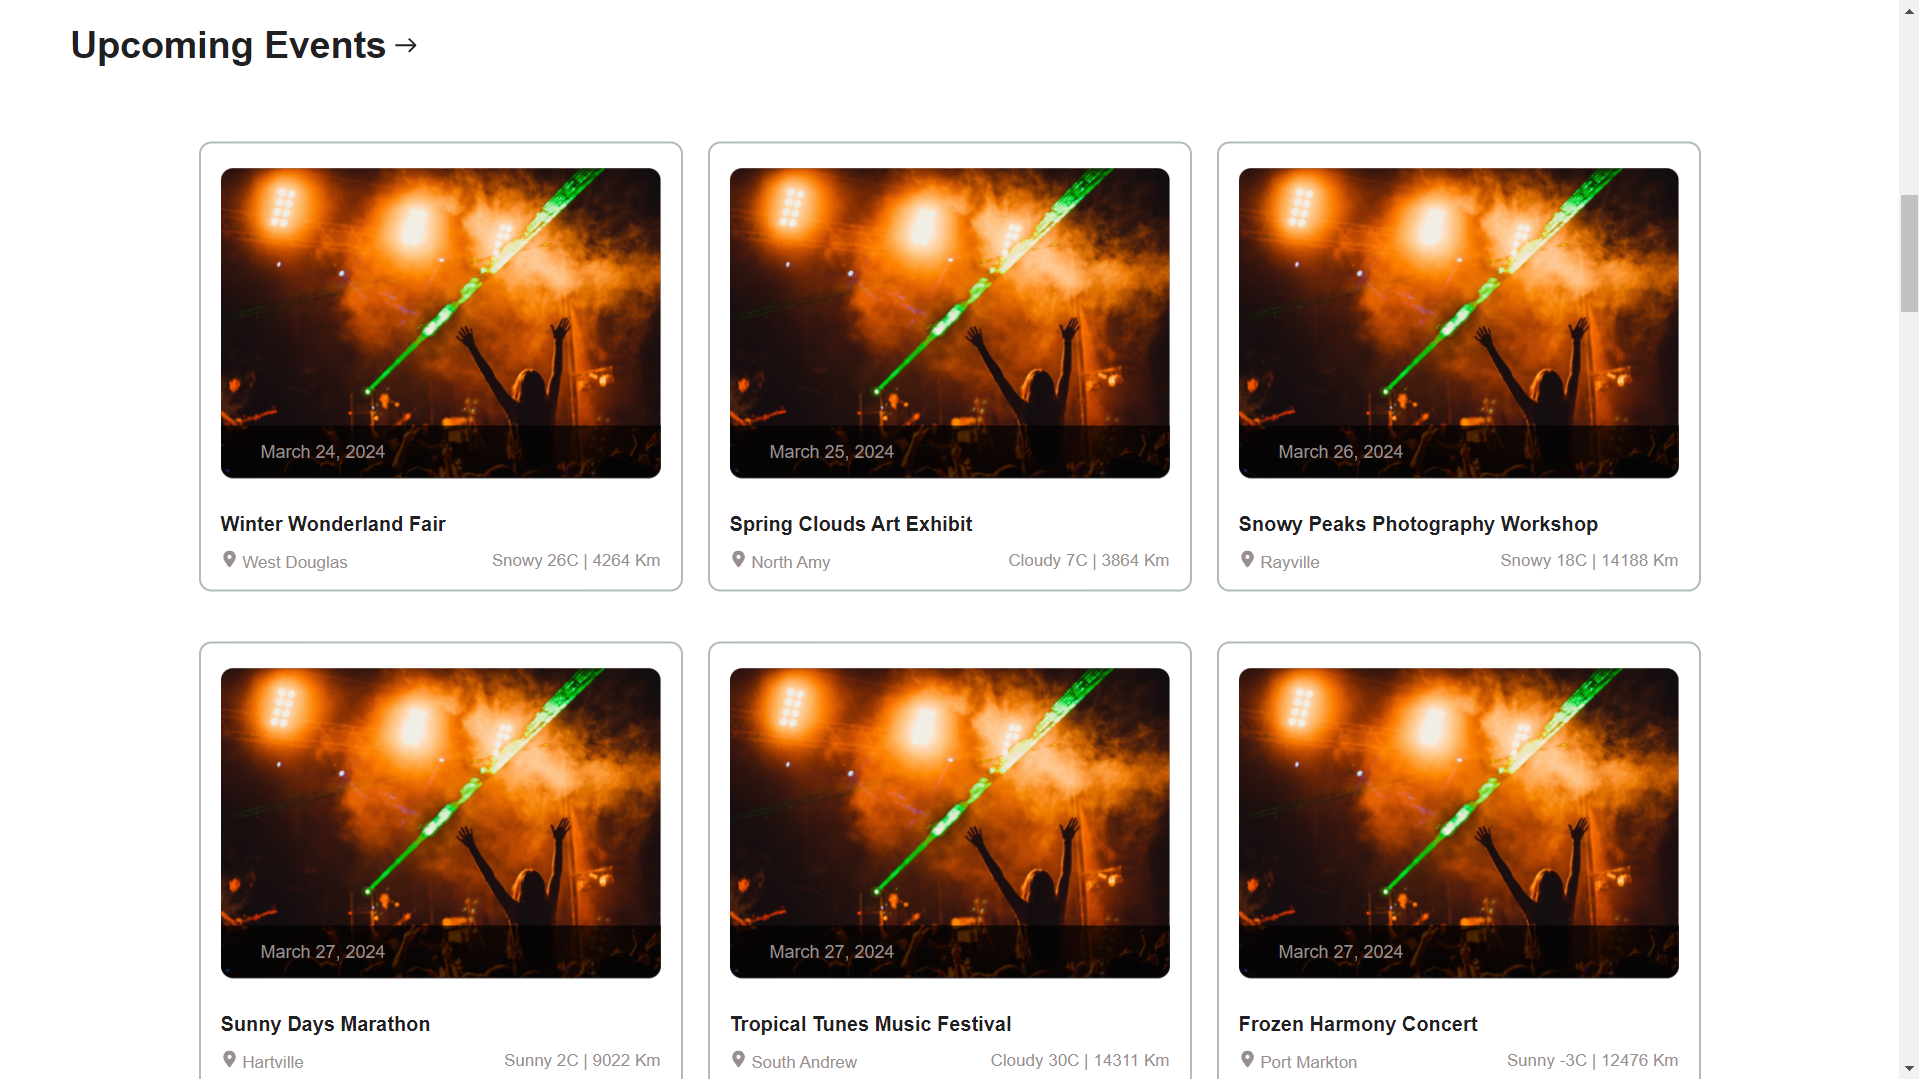 Upcoming Events →
March 24, 2024
Winter Wonderland Fair
West Douglas Snowy 26C | 4264 Km
March 25, 2024
Spring Clouds Art Exhibit
North Amy Cloudy 7C | 3864 Km
March 26, 2024
Snowy Peaks Photography Workshop
Rayville Snowy 18C | 14188 Km
March 27, 2024
Sunny Days Marathon
Hartville Sunny 2C | 9022 Km
March 27, 2024
Tropical Tunes Music Festival
South Andrew Cloudy 30C | 14311 Km
March 27, 2024
Frozen Harmony Concert
Port Markton Sunny -3C | 12476 Km